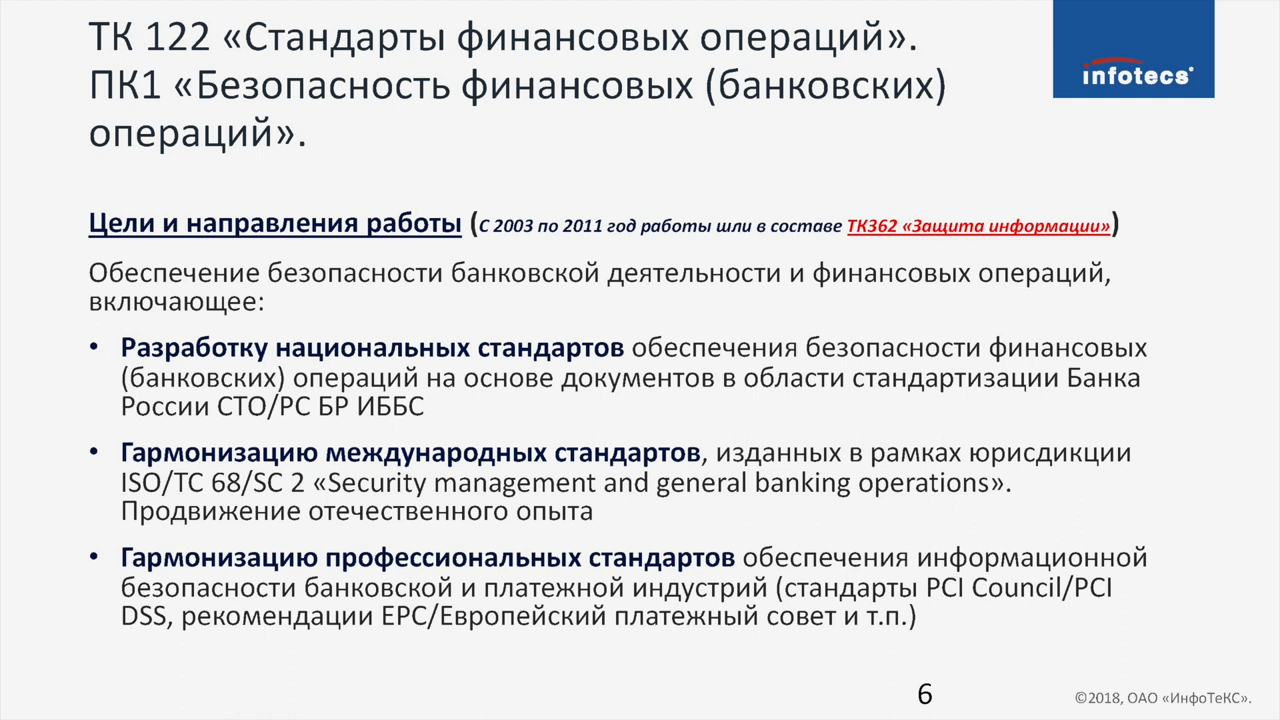 ТК 122 «Стандарты финансовых операций».
ПК1 «Безопасность финансовых (банковских)
операций».
infotecs
Цели и направления работы (С 2003 по 2011 год работы шли в составе ТК362 «Защита информации»)
Обеспечение безопасности банковской деятельности и финансовых операций,
включающее:
• Разработку национальных стандартов обеспечения безопасности финансовых
(банковских) операций на основе документов в области стандартизации Банка
России СТО/РС БР ИББС
• Гармонизацию международных стандартов, изданных в рамках юрисдикции
ISO/TC 68/SC 2 «Security management and general banking operations».
Продвижение отечественного опыта
• Гармонизацию профессиональных стандартов обеспечения информационной
безопасности банковской и платежной индустрий (стандарты PCI Council/PCI
DSS, рекомендации EPC/Европейский платежный совет и т.п.)
6
©2018, ОАО «ИнфоТеКС».